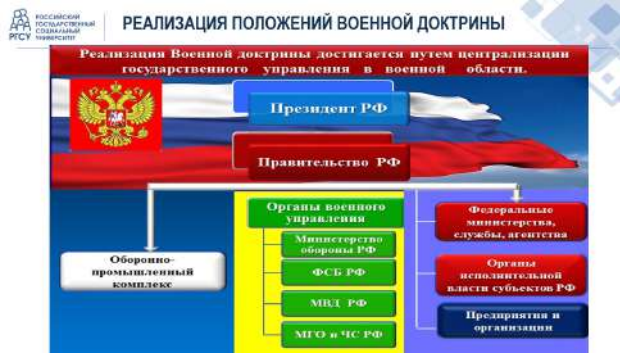 РОССИЙСКИЙ
ГОСУДАРСТВЕННЫЙ
СОЦИАЛЬНЫЙ
УНИВЕРСИТЕТ
РГСУ
РЕАЛИЗАЦИЯ ПОЛОЖЕНИЙ ВОЕННОЙ ДОКТРИНЫ
Реализация Военной доктрины достигается путем централизации
государственного управления в военной области.
Президент РФ
Правительство РФ
Оборонно-
промышленный
комплекс
Органы военного
управления
Министерство
обороны РФ
ФСБ РФ
МВД РФ
МГО и ЧС РФ
Федеральные
министерства,
службы, агентства
Органы
исполнительной
власти субъектов РФ
Предприятия и
организации